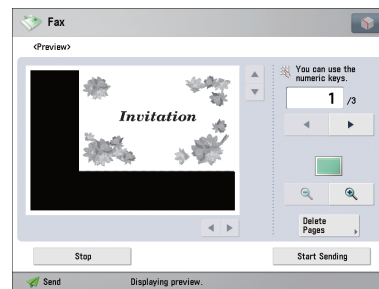 Fax
<Preview>
You can use the
numeric keys.
1 /3
Invitation
Delete
Pages
Stop
Start Sending
Send
Displaying preview.